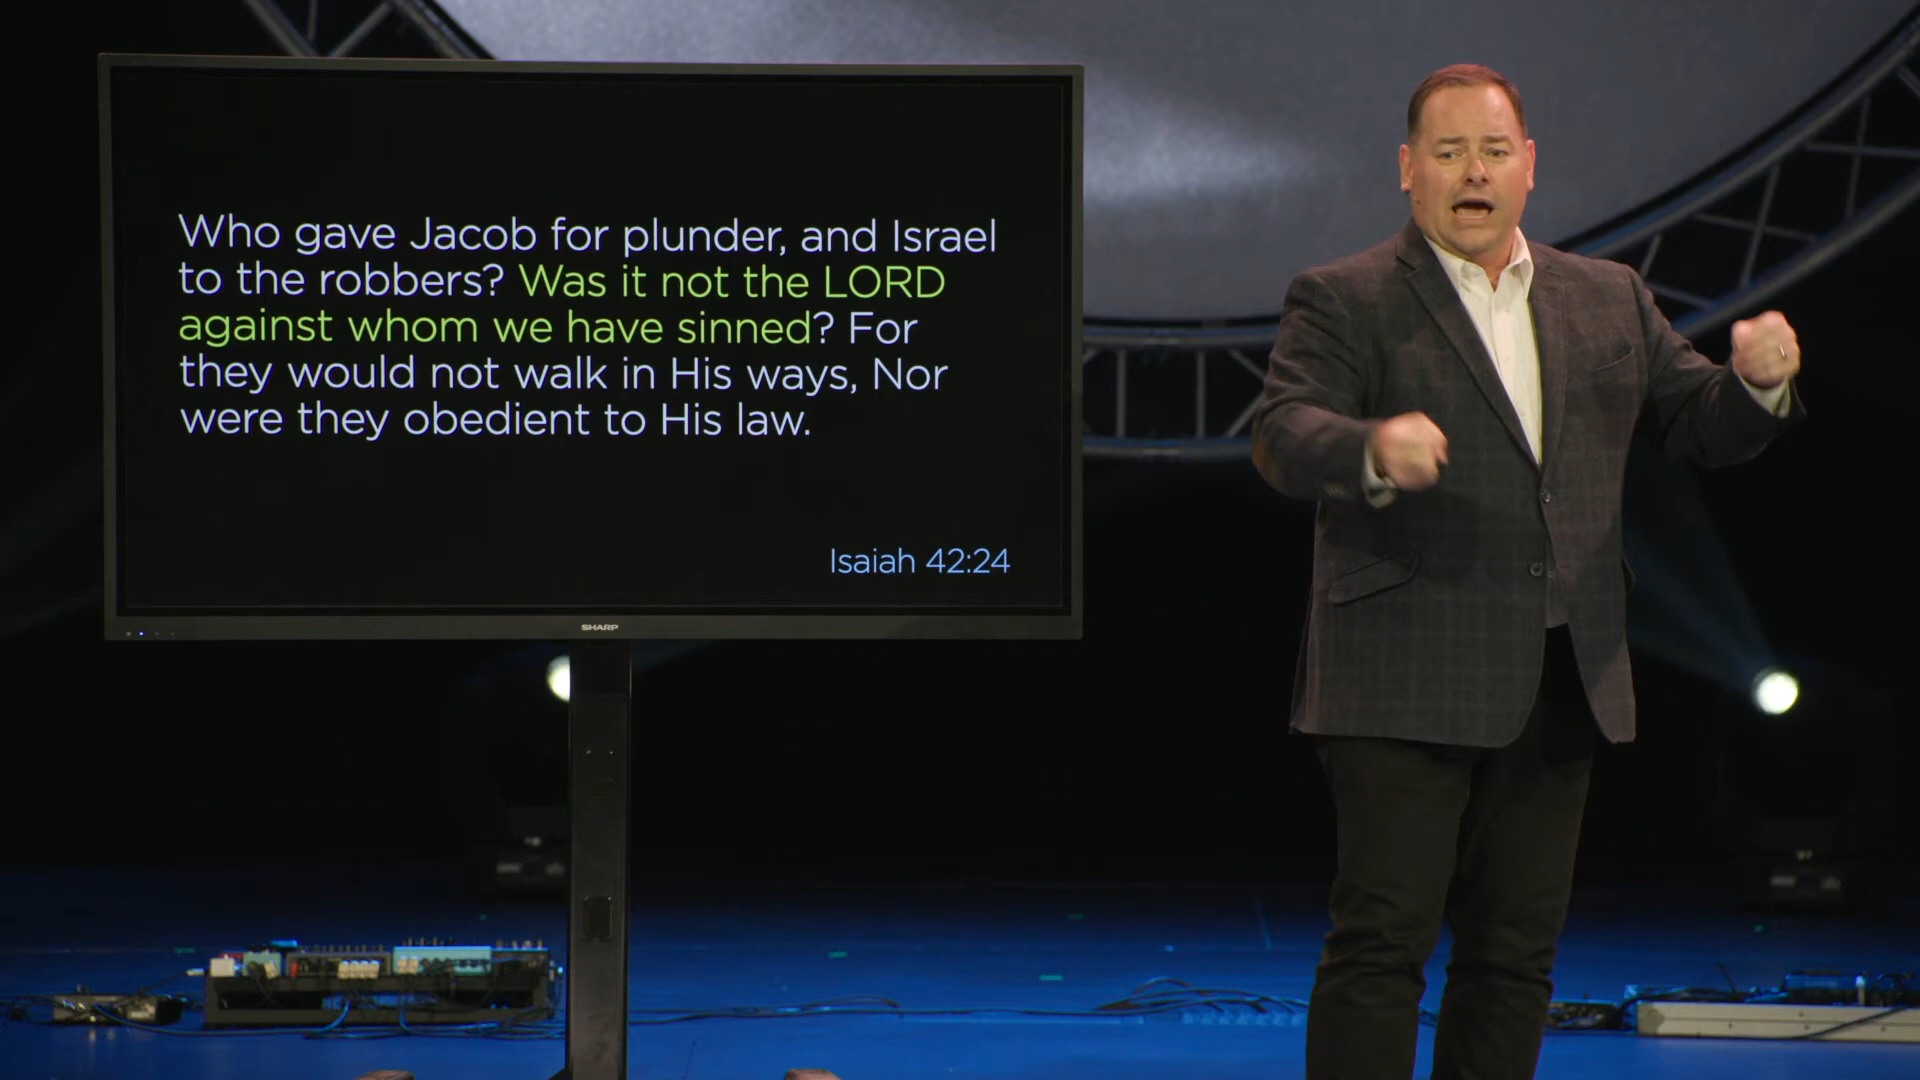 Who gave Jacob for plunder, and Israel
to the robbers? Was it not the LORD
against whom we have sinned? For
they would not walk in His ways, Nor
were they obedient to His law.
Isaiah 42:24
SHARP